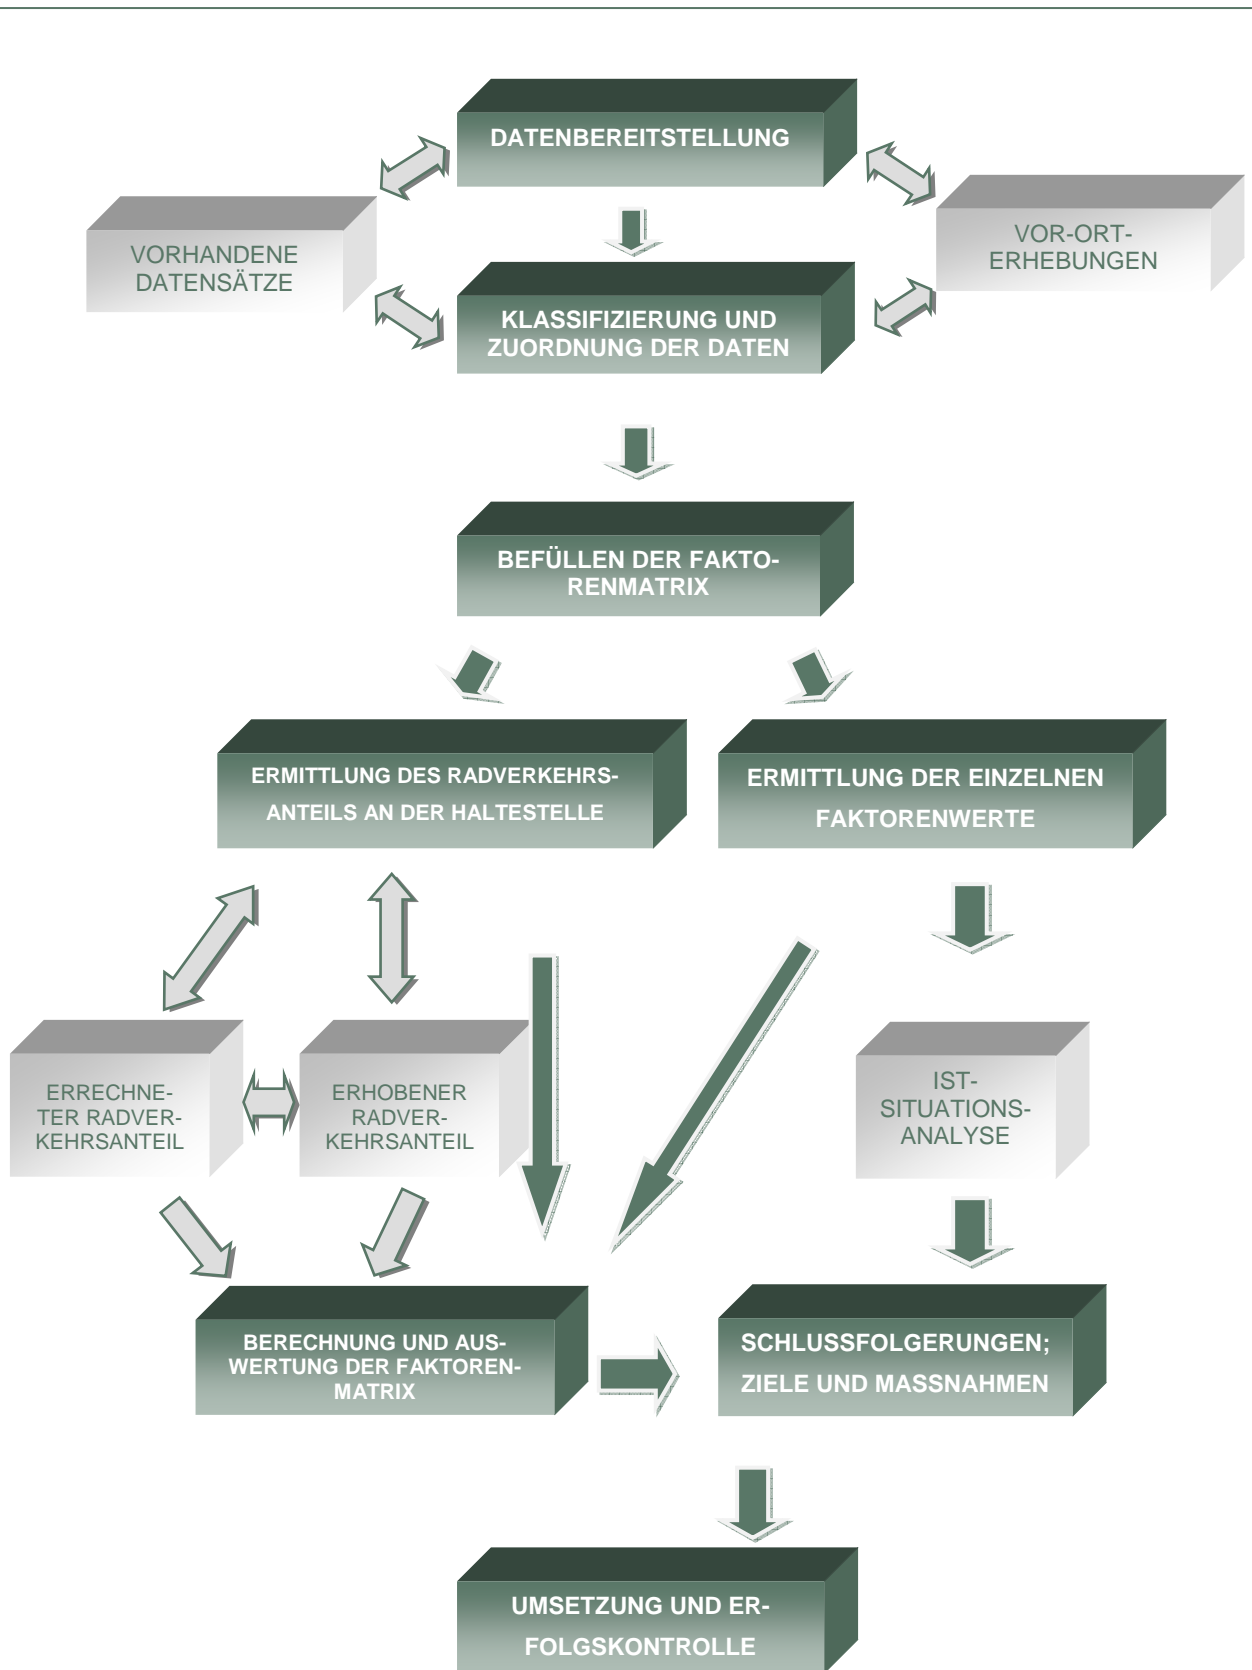 DATENBEREITSTELLUNG
VORHANDENE
DATENSÄTZE
VOR-ORT-
ERHEBUNGEN
KLASSIFIZIERUNG UND
ZUORDNUNG DER DATEN
BEFÜLLEN DER FAKTO-
RENMATRIX
ERMITTLUNG DES RADVERKEHRS-
ANTEILS AN DER HALTESTELLE
ERMITTLUNG DER EINZELNEN
FAKTORENWERTE
ERRECHNE-
TER RADVER-
KEHRSANTEIL
ERHOBENER
RADVER-
KEHRSANTEIL
IST-
SITUATIONS-
ANALYSE
BERECHNUNG UND AUS-
WERTUNG DER FAKTOREN-
MATRIX
SCHLUSSFOLGERUNGEN;
ZIELE UND MASSNAHMEN
UMSETZUNG UND ER-
FOLGSKONTROLLE